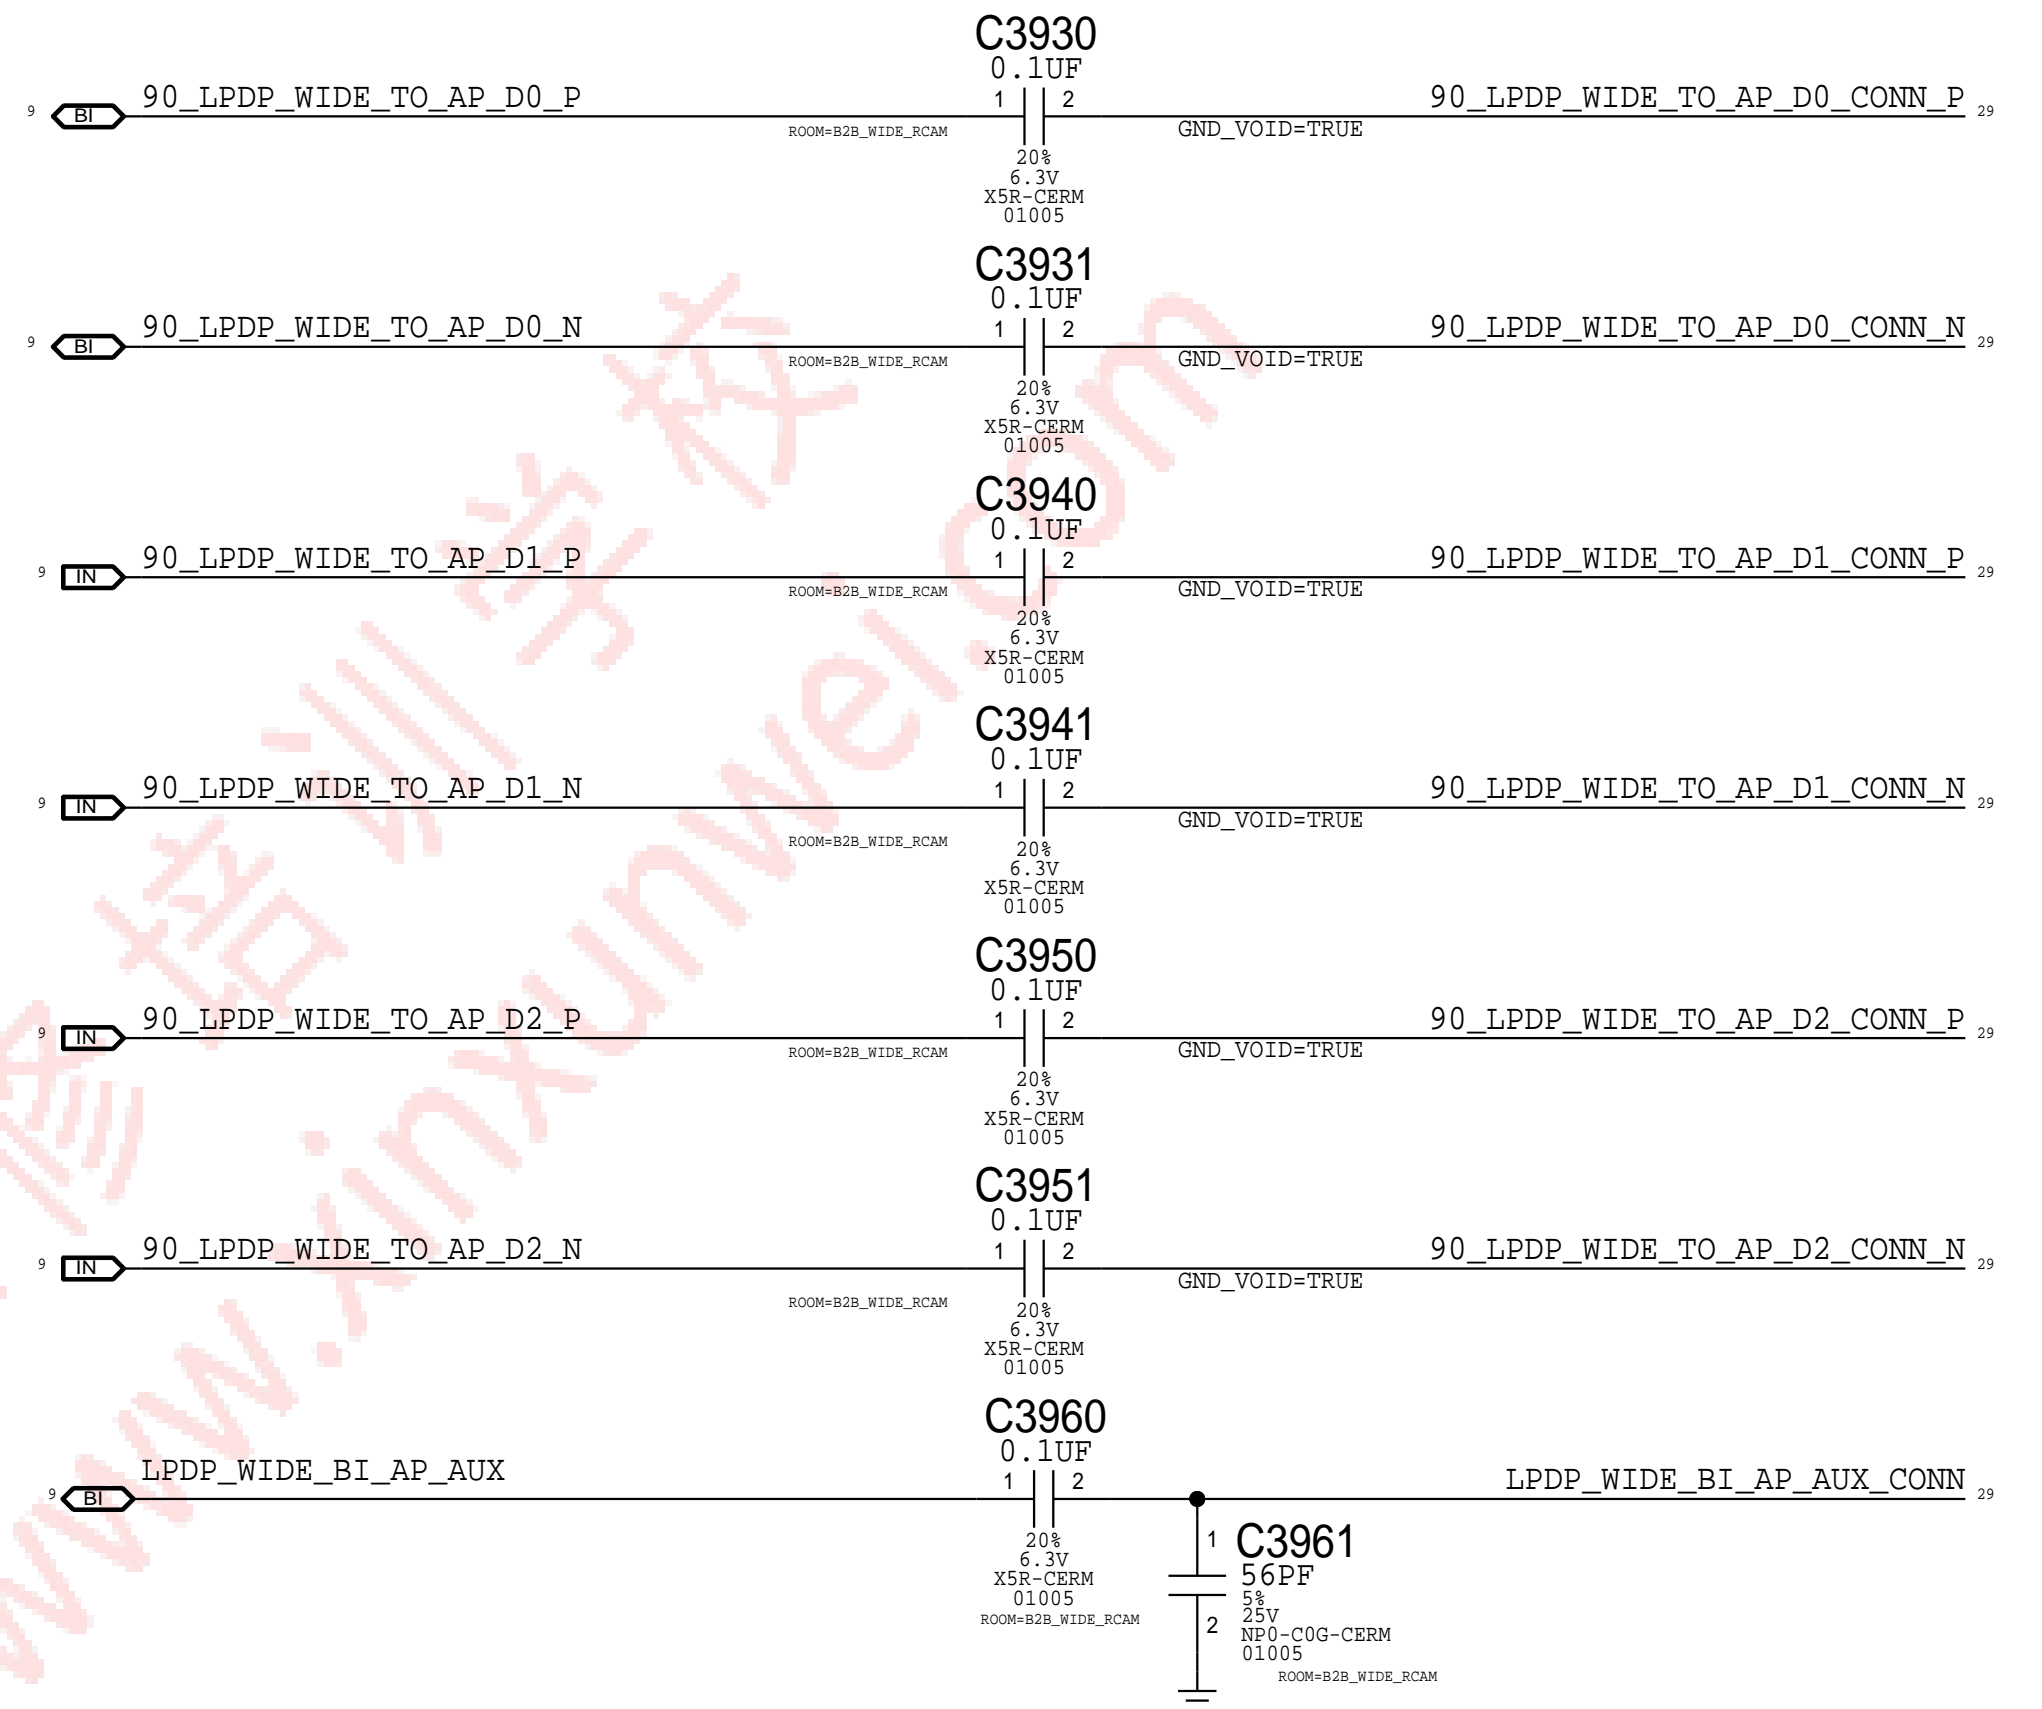 C3930
0.1UF
9 BI 90_LPDP_WIDE_TO_AP_D0_P 1 2 90_LPDP_WIDE_TO_AP_D0_CONN_P 29
ROOM=B2B_WIDE_RCAM GND_VOID=TRUE
20%
6.3V
X5R-CERM
01005
C3931
0.1UF
9 BI 90_LPDP_WIDE_TO_AP_D0_N 1 2 90_LPDP_WIDE_TO_AP_D0_CONN_N 29
ROOM=B2B_WIDE_RCAM GND_VOID=TRUE
20%
6.3V
X5R-CERM
01005
C3940
0.1UF
9 IN 90_LPDP_WIDE_TO_AP_D1_P 1 2 90_LPDP_WIDE_TO_AP_D1_CONN_P 29
ROOM=B2B_WIDE_RCAM GND_VOID=TRUE
20%
6.3V
X5R-CERM
01005
C3941
0.1UF
9 IN 90_LPDP_WIDE_TO_AP_D1_N 1 2 90_LPDP_WIDE_TO_AP_D1_CONN_N 29
ROOM=B2B_WIDE_RCAM GND_VOID=TRUE
20%
6.3V
X5R-CERM
01005
C3950
0.1UF
9 IN 90_LPDP_WIDE_TO_AP_D2_P 1 2 90_LPDP_WIDE_TO_AP_D2_CONN_P 29
ROOM=B2B_WIDE_RCAM GND_VOID=TRUE
20%
6.3V
X5R-CERM
01005
C3951
0.1UF
9 IN 90_LPDP_WIDE_TO_AP_D2_N 1 2 90_LPDP_WIDE_TO_AP_D2_CONN_N 29
ROOM=B2B_WIDE_RCAM GND_VOID=TRUE
20%
6.3V
X5R-CERM
01005
C3960
0.1UF
9 BI LPDP_WIDE_BI_AP_AUX 1 2 LPDP_WIDE_BI_AP_AUX_CONN 29
20%
6.3V
X5R-CERM
01005
ROOM=B2B_WIDE_RCAM
1 C3961
56PF
5%
25V
2 NP0-C0G-CERM
01005
ROOM=B2B_WIDE_RCAM
培训学校
www.xinxunwei.com